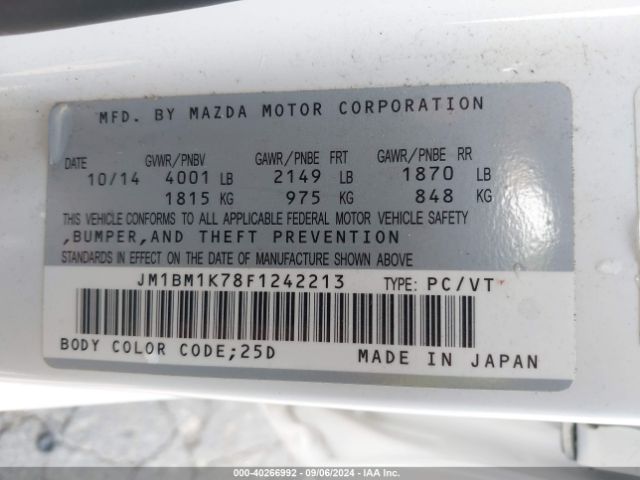 MFD. BY MAZDA MOTOR CORPORATION
DATE GVWR/PNBV GAWR/PNBE FRT GAWR/PNBE RR
10/14 4001 LB 2149 LB 1870 LB
1815 KG 975 KG 848 KG
THIS VEHICLE CONFORMS TO ALL APPLICABLE FEDERAL MOTOR VEHICLE SAFETY
,BUMPER,AND THEFT PREVENTION
STANDARDS IN EFFECT ON THE DATE OF MANUFACTURE SHOWN ABOVE
JM1BM1K78F1242213 TYPE: PC/VT
BODY COLOR CODE;25D MADE IN JAPAN
000-40266992 - 09/06/2024 - IAA Inc.